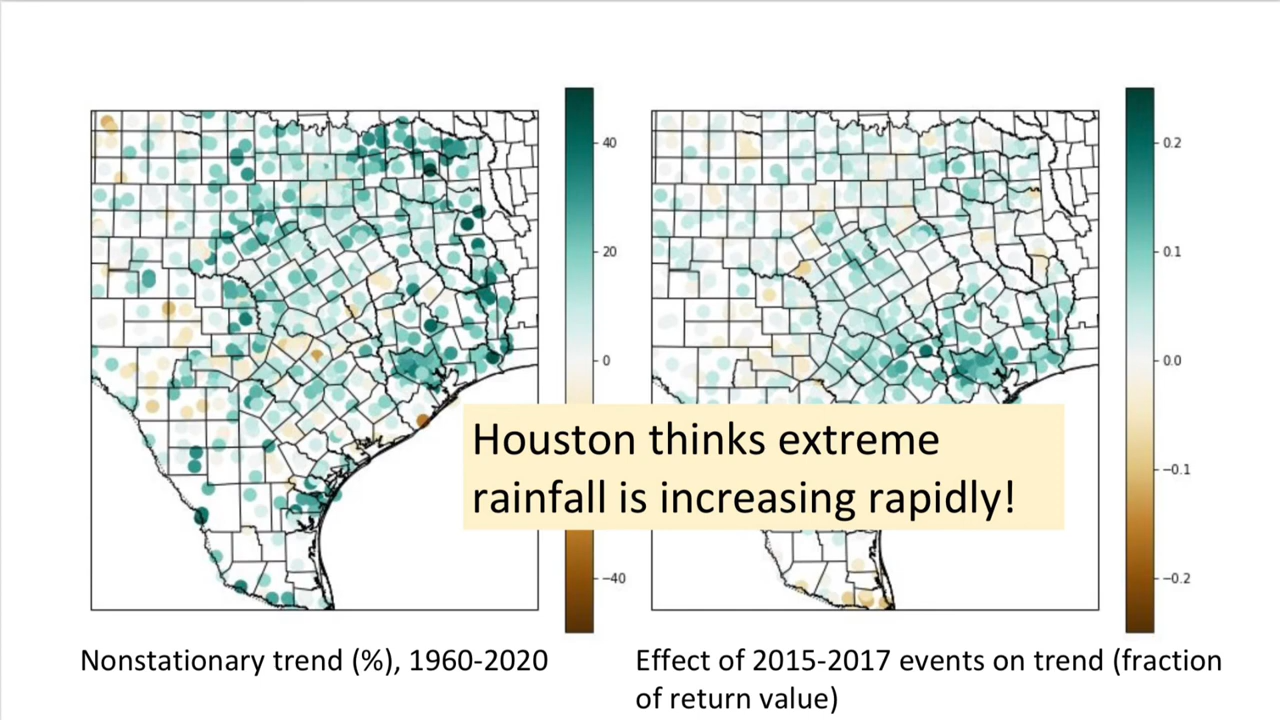 40
20
0
−40
0.2
0.1
0.0
−0.1
−0.2
Houston thinks extreme
rainfall is increasing rapidly!
Nonstationary trend (%), 1960-2020
Effect of 2015-2017 events on trend (fraction
of return value)